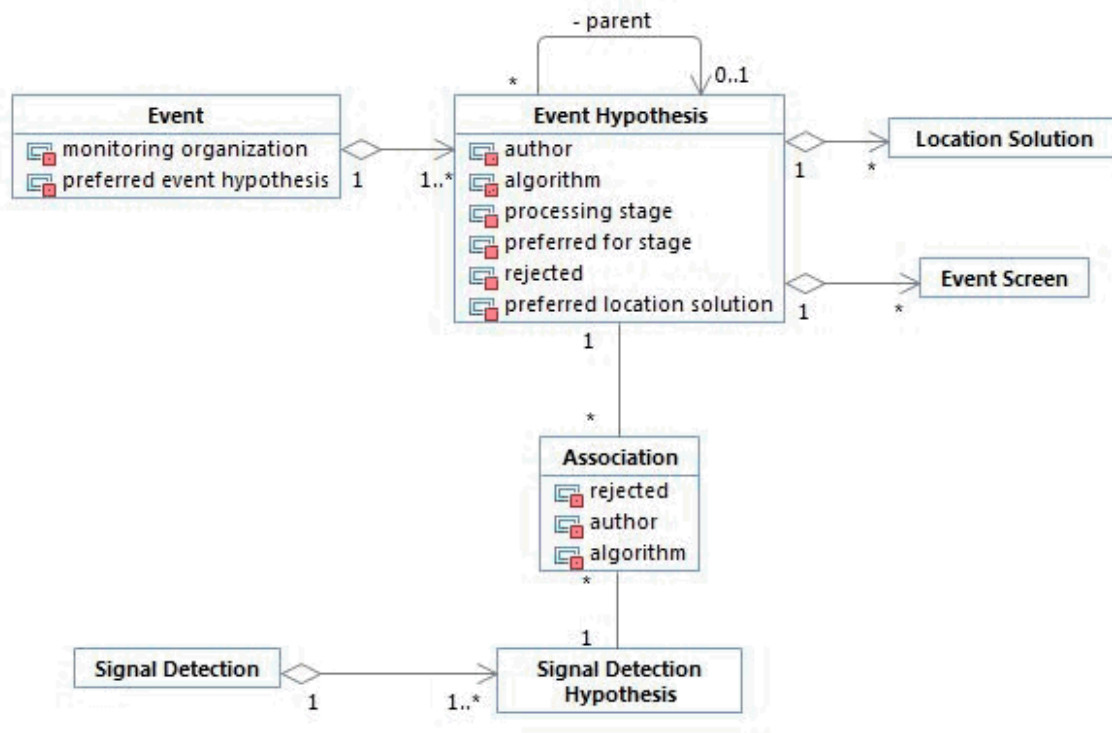 - parent
*
0..1
Event
monitoring organization
preferred event hypothesis
1
1..*
Event Hypothesis
author
algorithm
processing stage
preferred for stage
rejected
preferred location solution
1
*
Location Solution
1
*
Event Screen
1
*
Association
rejected
author
algorithm
*
1
Signal Detection
1
1..*
Signal Detection
Hypothesis